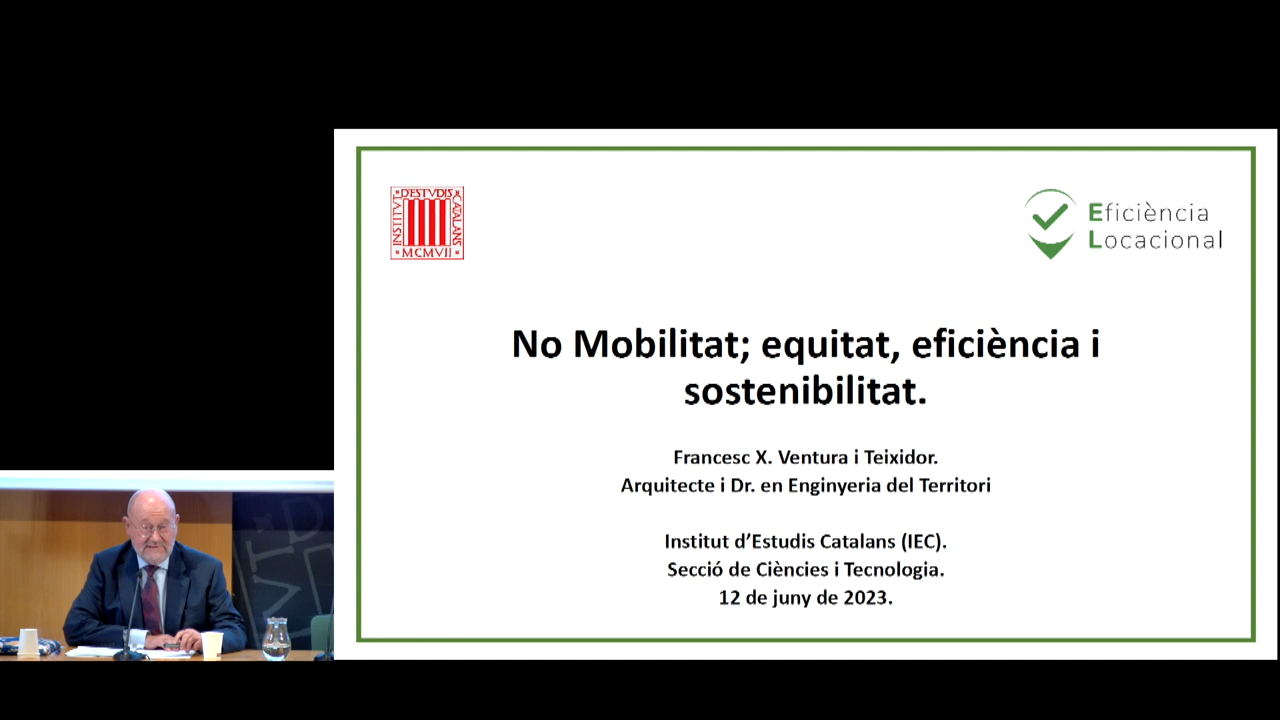 INSTITVT
D'ESTVDIS
CATALANS
MCMVII
Eficiència
Locacional
No Mobilitat; equitat, eficiència i
sostenibilitat.
Francesc X. Ventura i Teixidor.
Arquitecte i Dr. en Enginyeria del Territori
Institut d’Estudis Catalans (IEC).
Secció de Ciències i Tecnologia.
12 de juny de 2023.